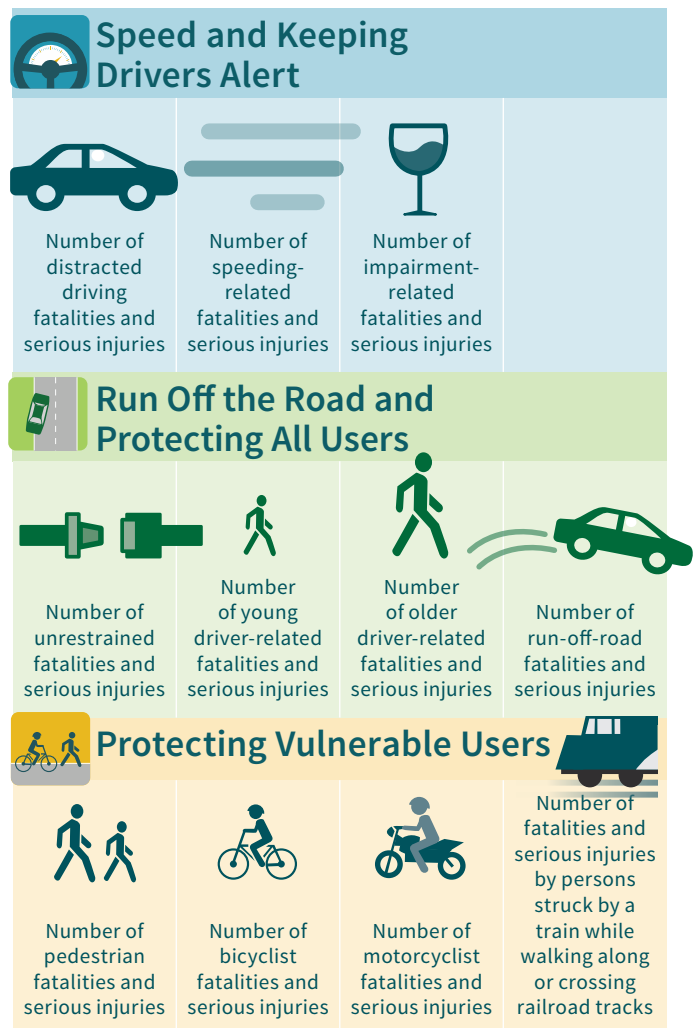 Speed and Keeping
Drivers Alert
Number of
distracted
driving
fatalities and
serious injuries
Number of
speeding-
related
fatalities and
serious injuries
Number of
impairment-
related
fatalities and
serious injuries
Run Off the Road and
Protecting All Users
Number of
unrestrained
fatalities and
serious injuries
Number
of young
driver-related
fatalities and
serious injuries
Number
of older
driver-related
fatalities and
serious injuries
Number of
run-off-road
fatalities and
serious injuries
Protecting Vulnerable Users
Number of
pedestrian
fatalities and
serious injuries
Number of
bicyclist
fatalities and
serious injuries
Number of
motorcyclist
fatalities and
serious injuries
Number of
fatalities and
serious injuries
by persons
struck by a
train while
walking along
or crossing
railroad tracks